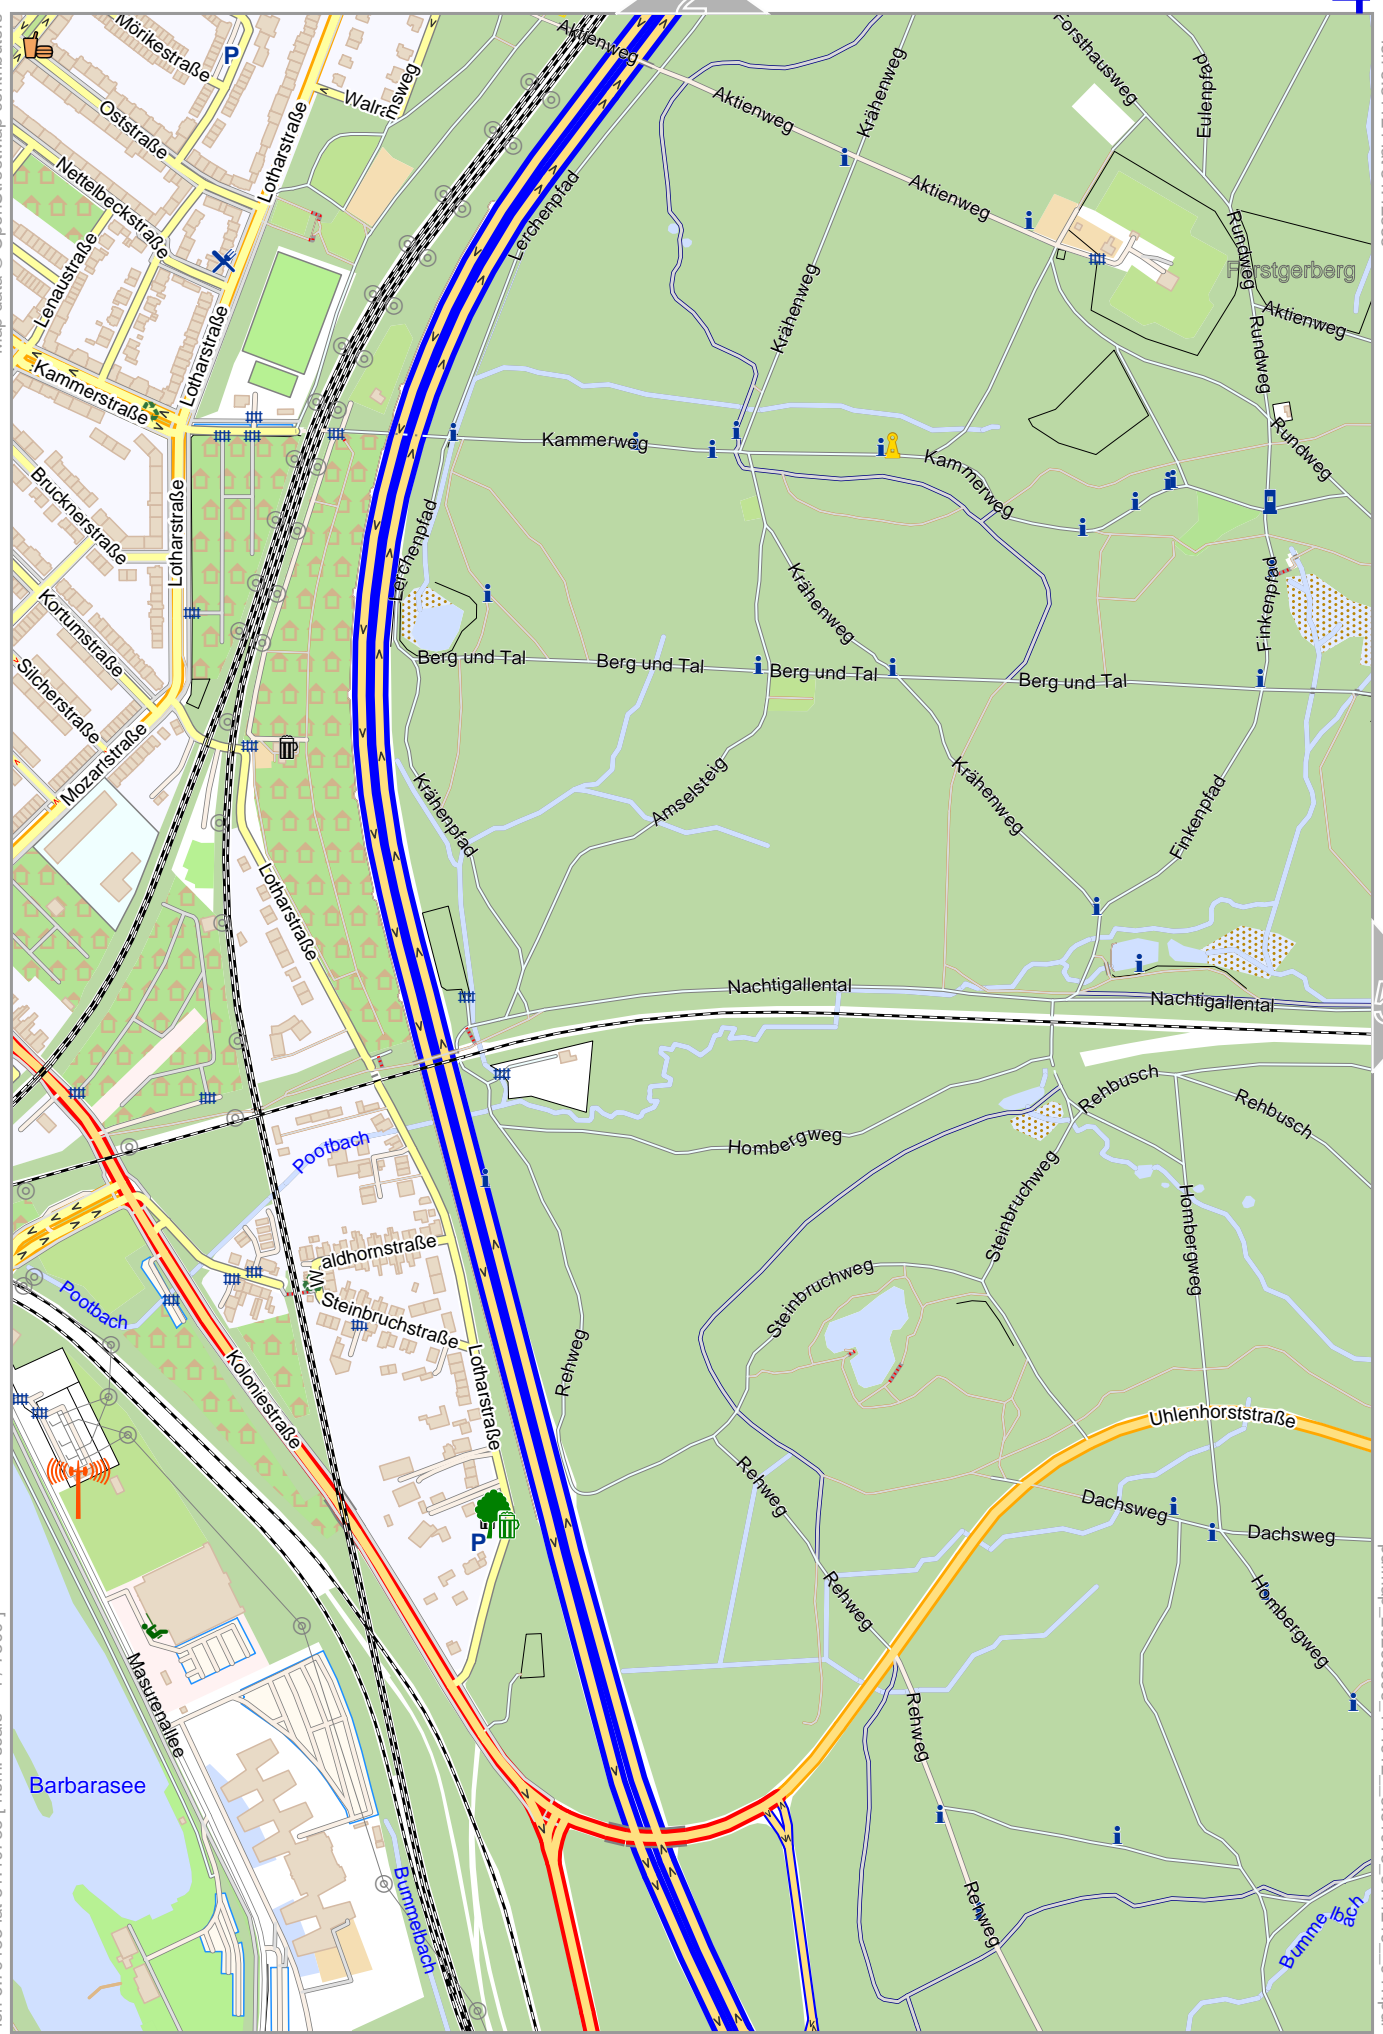 2
Mörikestraße
P
Aktienweg
Forsthausweg
Oststraße
Lotharstraße
Walramsweg
Aktienweg
Krähenweg
Eulenpfad
Nettelbeckstraße
Lerchenpfad
Aktienweg
Rundweg
Lenaustraße
Forstgerberg
Lotharstraße
Krähenweg
Aktienweg
Rundweg
Kammerstraße
Kammerweg
Kammerweg
Rundweg
Brucknerstraße
Lotharstraße
Lerchenpfad
Krähenweg
Finkenpfad
Kortumstraße
Berg und Tal
Berg und Tal
Berg und Tal
Berg und Tal
Silcherstraße
Mozartstraße
Krähenpfad
Amselsteig
Krähenweg
Finkenpfad
Lotharstraße
Nachtigallental
Nachtigallental
5
Rehbusch
Rehbusch
Pootbach
Hombergweg
Steinbruchweg
Hombergweg
Waldhornstraße
Pootbach
Steinbruchstraße
Steinbruchweg
Koloniestraße
Lotharstraße
Rehweg
Uhlenhorststraße
Rehweg
Dachsweg
Dachsweg
P
Rehweg
Hombergweg
Masurenallee
Rehweg
Barbarasee
Bummelbach
Rehweg
Bummelbach